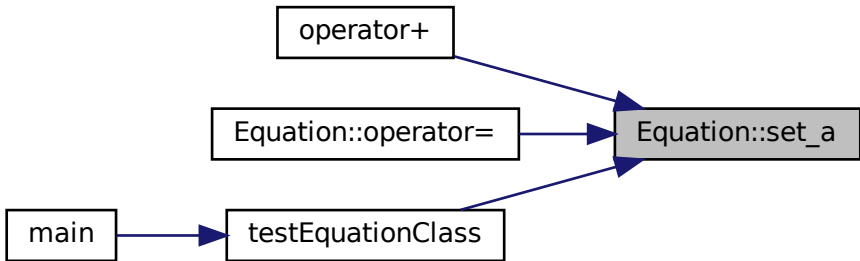 operator+
Equation::operator=
Equation::set_a
main
testEquationClass